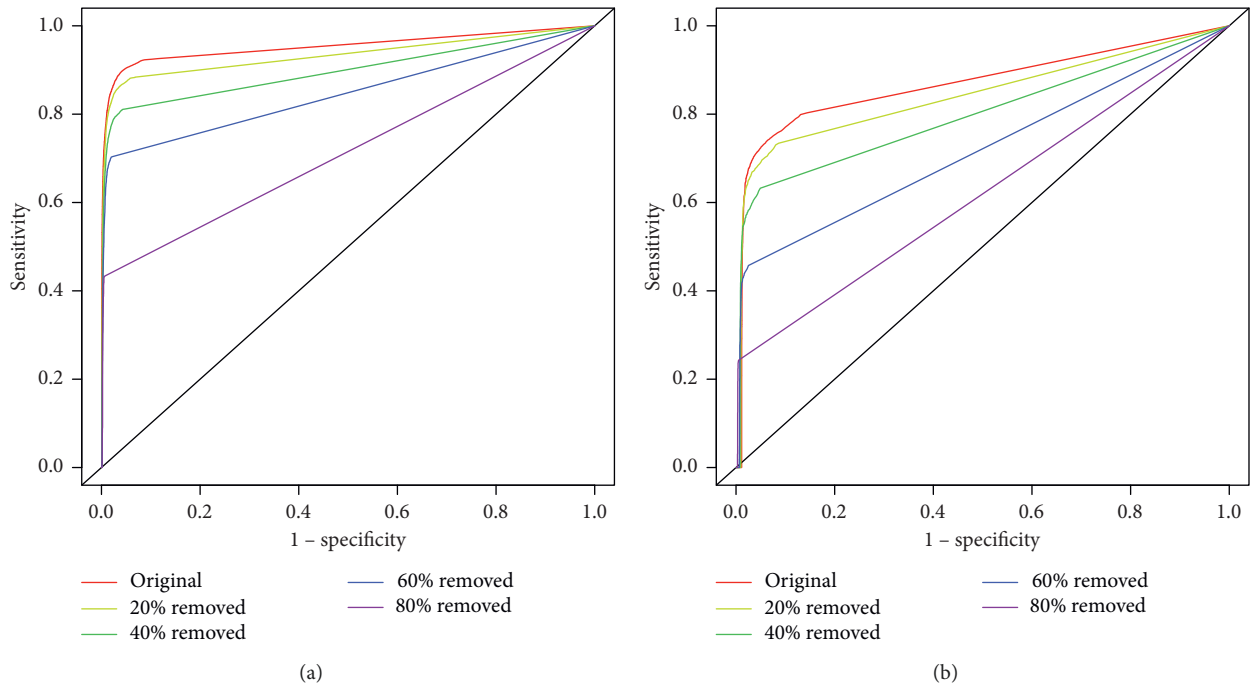 1.0
0.8
0.6
0.4
0.2
0.0
Sensitivity
0.0 0.2 0.4 0.6 0.8 1.0
1 – specificity
Original
20% removed
40% removed
60% removed
80% removed
(a)
1.0
0.8
0.6
0.4
0.2
0.0
Sensitivity
0.0 0.2 0.4 0.6 0.8 1.0
1 – specificity
Original
20% removed
40% removed
60% removed
80% removed
(b)